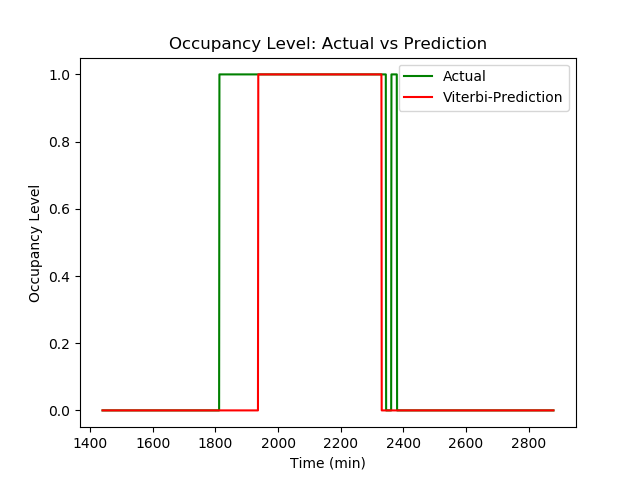 Occupancy Level: Actual vs Prediction
Actual
Viterbi-Prediction
1.0
0.8
0.6
0.4
0.2
0.0
Occupancy Level
1400 1600 1800 2000 2200 2400 2600 2800
Time (min)